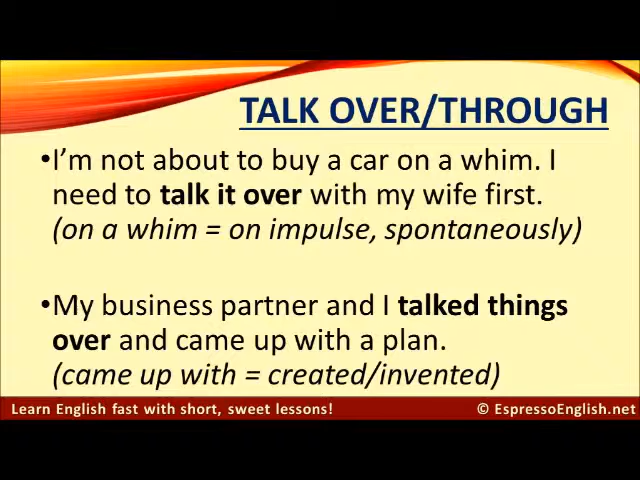 TALK OVER/THROUGH
•I'm not about to buy a car on a whim. I
need to talk it over with my wife first.
(on a whim = on impulse, spontaneously)
•My business partner and I talked things
over and came up with a plan.
(came up with = created/invented)
Learn English fast with short, sweet lessons!
© EspressoEnglish.net